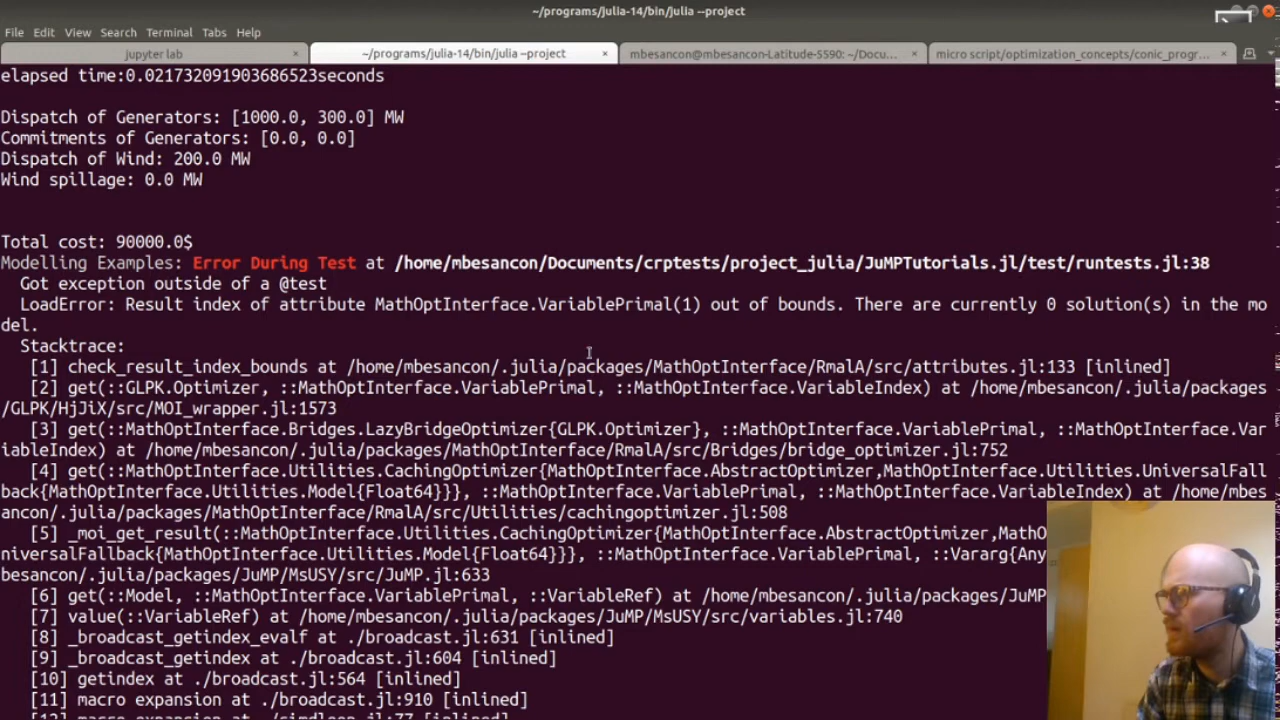 ~/programs/julia-14/bin/julia --project
File Edit View Search Terminal Tabs Help
jupyter lab × ~/programs/julia-14/bin/julia --project × mbesancon@mbesancon-Latitude-5590: ~/Docu... × micro script/optimization_concepts/conic_progr... ×
elapsed time:0.021732091903686523seconds
Dispatch of Generators: [1000.0, 300.0] MW
Commitments of Generators: [0.0, 0.0]
Dispatch of Wind: 200.0 MW
Wind spillage: 0.0 MW
Total cost: 90000.0$
Modelling Examples: Error During Test at /home/mbesancon/Documents/crptests/project_julia/JuMPTutorials.jl/test/runtests.jl:38
Got exception outside of a @test
LoadError: Result index of attribute MathOptInterface.VariablePrimal(1) out of bounds. There are currently 0 solution(s) in the mo
del.
Stacktrace:
[1] check_result_index_bounds at /home/mbesancon/.julia/packages/MathOptInterface/RmalA/src/attributes.jl:133 [inlined]
[2] get(::GLPK.Optimizer, ::MathOptInterface.VariablePrimal, ::MathOptInterface.VariableIndex) at /home/mbesancon/.julia/packages
/GLPK/HjJiX/src/MOI_wrapper.jl:1573
[3] get(::MathOptInterface.Bridges.LazyBridgeOptimizer{GLPK.Optimizer}, ::MathOptInterface.VariablePrimal, ::MathOptInterface.Var
iableIndex) at /home/mbesancon/.julia/packages/MathOptInterface/RmalA/src/Bridges/bridge_optimizer.jl:752
[4] get(::MathOptInterface.Utilities.CachingOptimizer{MathOptInterface.AbstractOptimizer,MathOptInterface.Utilities.UniversalFall
back{MathOptInterface.Utilities.Model{Float64}}}, ::MathOptInterface.VariablePrimal, ::MathOptInterface.VariableIndex) at /home/mbes
ancon/.julia/packages/MathOptInterface/RmalA/src/Utilities/cachingoptimizer.jl:508
[5] _moi_get_result(::MathOptInterface.Utilities.CachingOptimizer{MathOptInterface.AbstractOptimizer,MathO
niversalFallback{MathOptInterface.Utilities.Model{Float64}}}, ::MathOptInterface.VariablePrimal, ::Vararg{Any
besancon/.julia/packages/JuMP/MsUSY/src/JuMP.jl:633
[6] get(::Model, ::MathOptInterface.VariablePrimal, ::VariableRef) at /home/mbesancon/.julia/packages/JuMP
[7] value(::VariableRef) at /home/mbesancon/.julia/packages/JuMP/MsUSY/src/variables.jl:740
[8] _broadcast_getindex_evalf at ./broadcast.jl:631 [inlined]
[9] _broadcast_getindex at ./broadcast.jl:604 [inlined]
[10] getindex at ./broadcast.jl:564 [inlined]
[11] macro expansion at ./broadcast.jl:910 [inlined]
[12] macro expansion at ./simdloop.jl:77 [inlined]